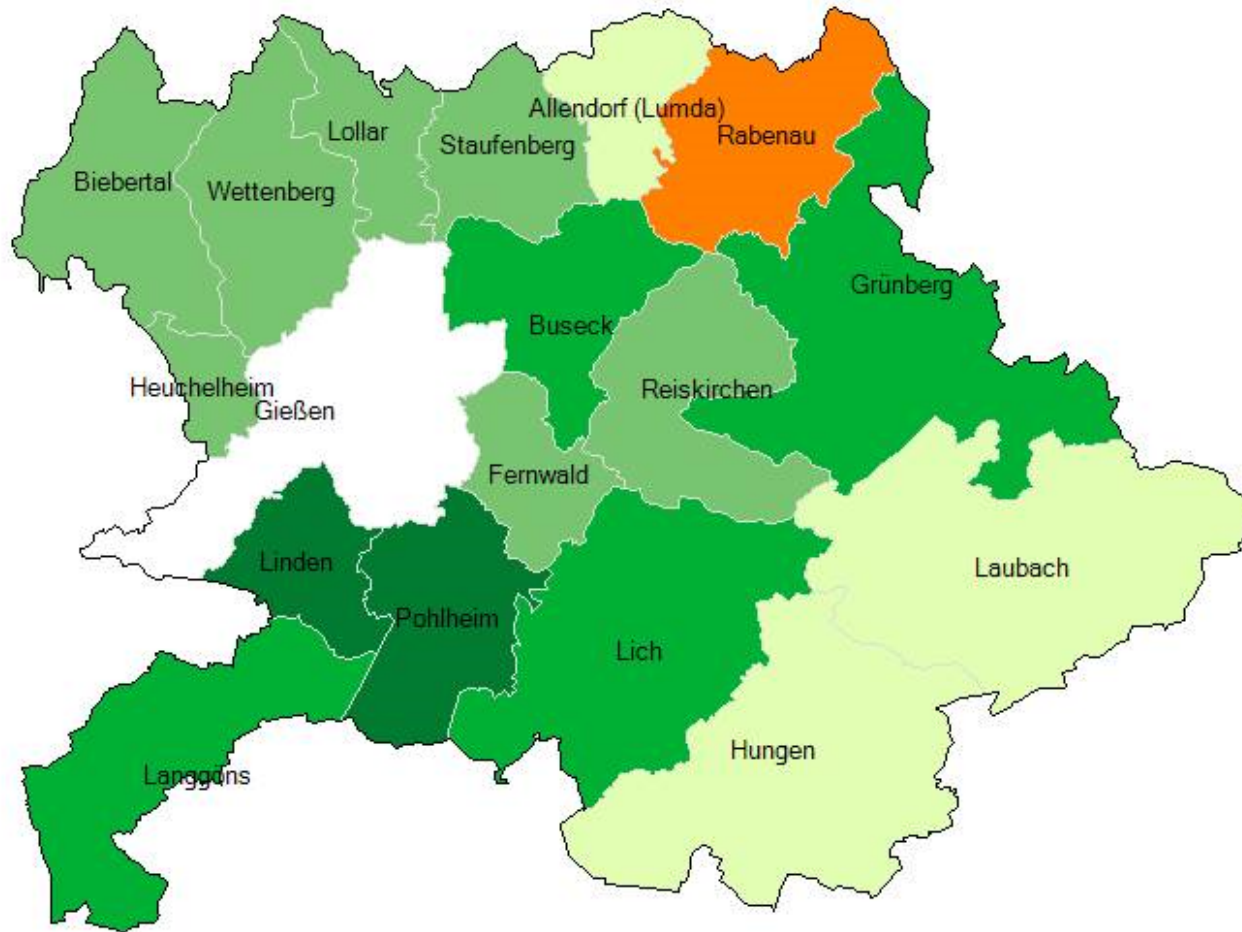 Allendorf (Lumda)
Lollar
Rabenau
Staufenberg
Biebertal
Wettenberg
Grünberg
Buseck
Heuchelheim
Reiskirchen
Gießen
Fernwald
Linden
Laubach
Pohlheim
Lich
Hungen
Langgöns